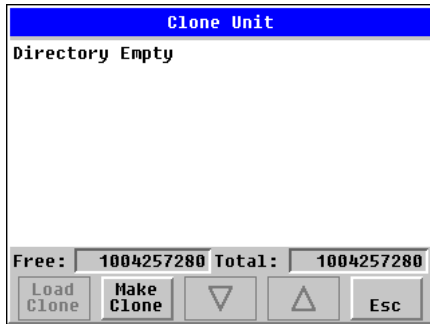 Clone Unit
Directory Empty
Free: 1004257280 Total: 1004257280
Load Clone Make Clone Esc